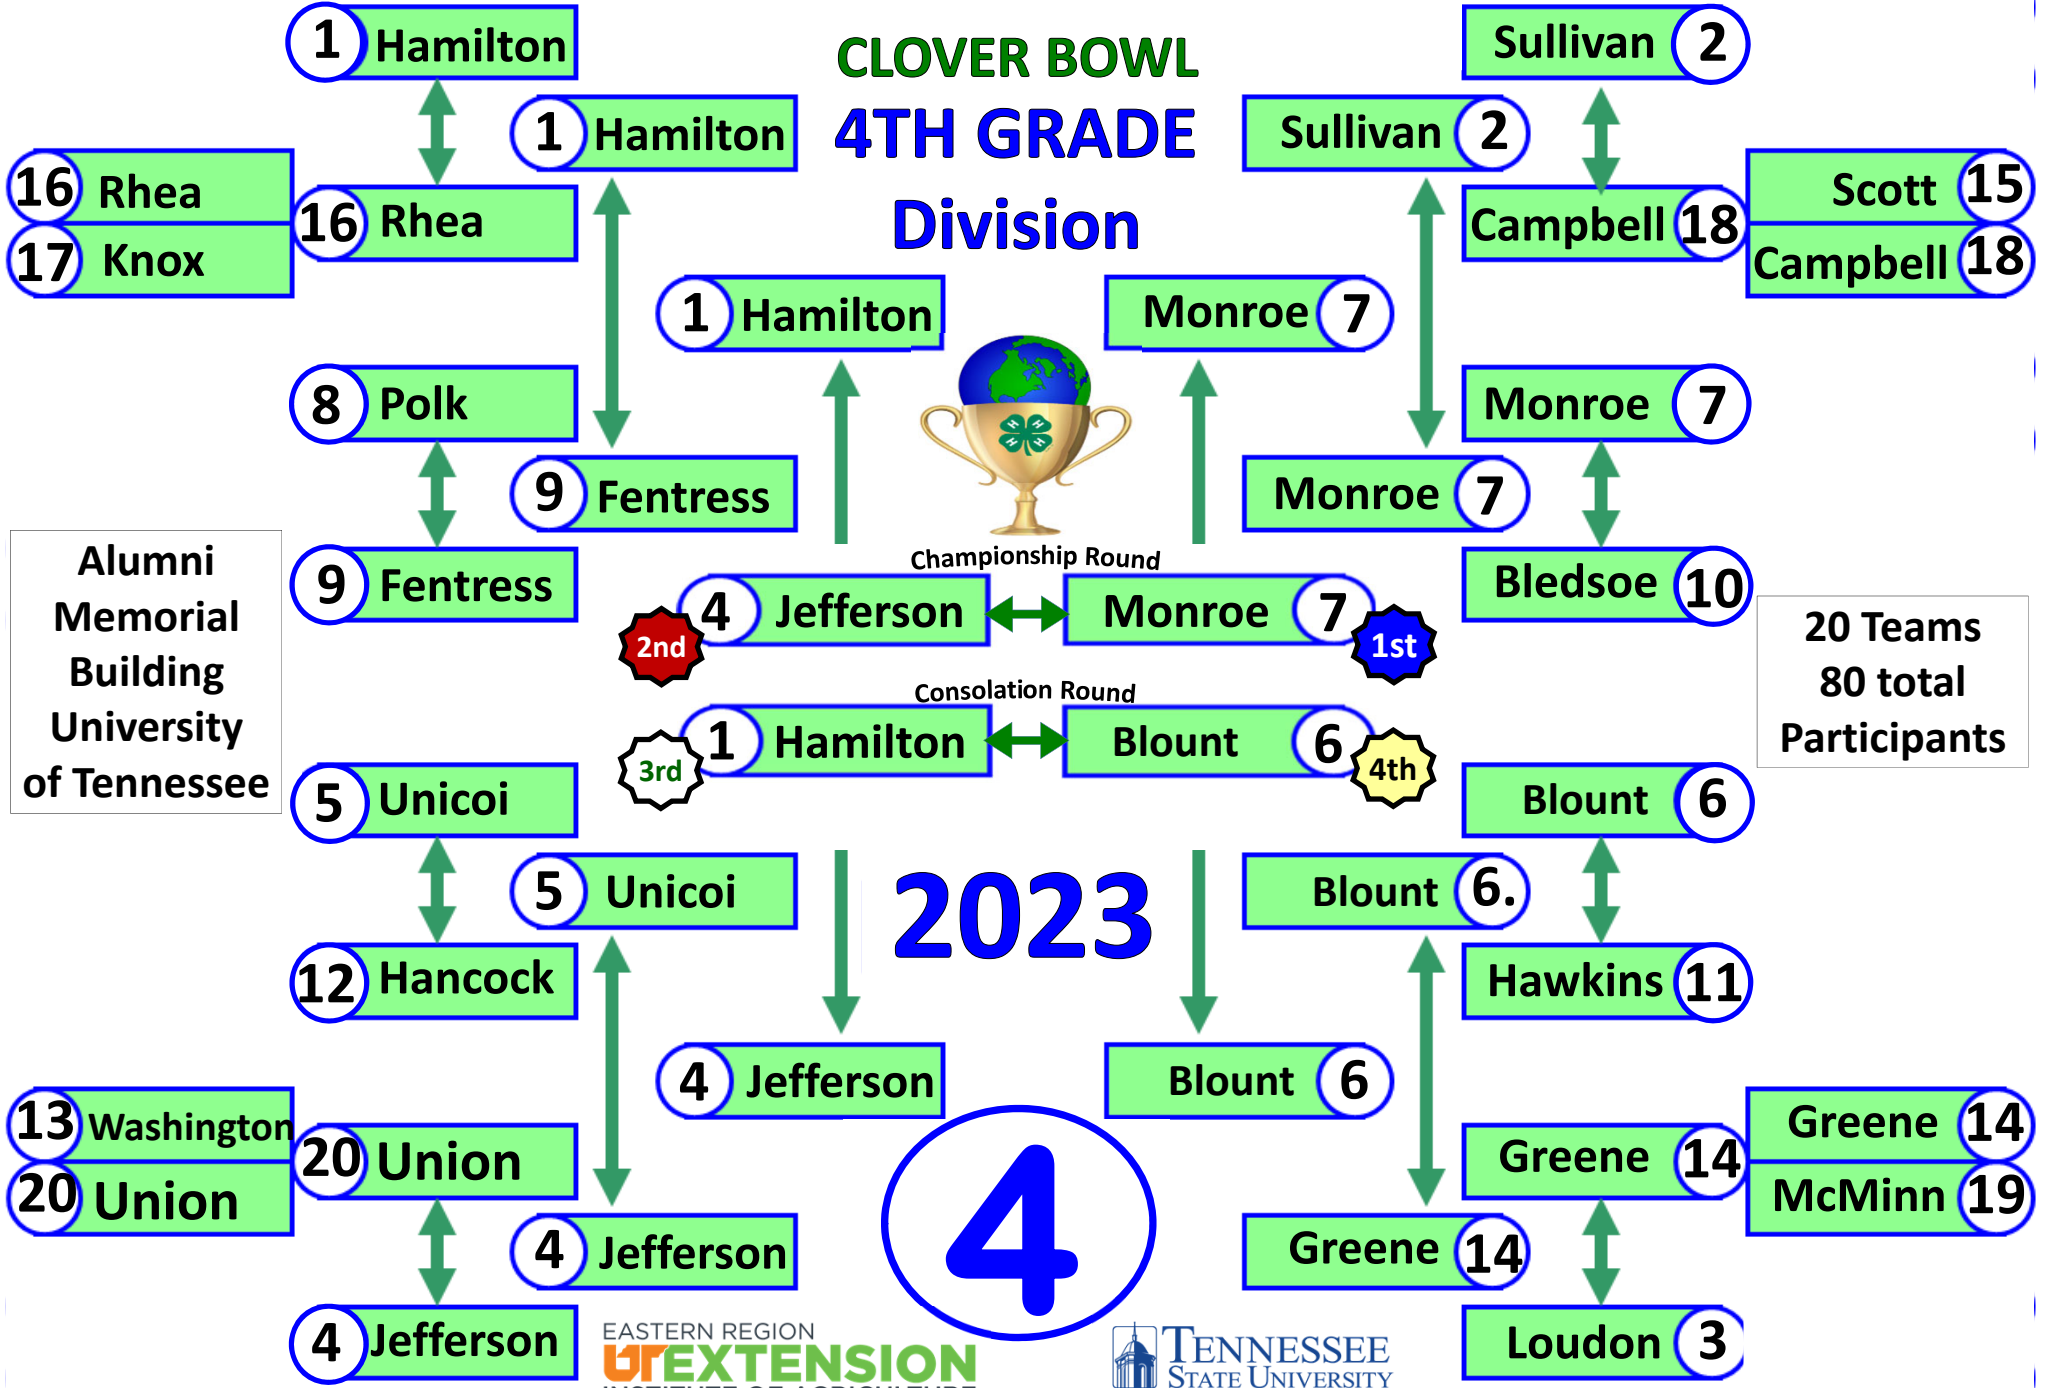 CLOVER BOWL
4TH GRADE
Division
1 Hamilton
16 Rhea
17 Knox
16 Rhea
1 Hamilton
8 Polk
9 Fentress
9 Fentress
1 Hamilton
Sullivan 2
Sullivan 2
Scott 15
Campbell 18
Campbell 18
Monroe 7
Monroe 7
Monroe 7
Bledsoe 10
H H
H H
Alumni
Memorial
Building
University
of Tennessee
Championship Round
4 Jefferson
Monroe 7
2nd
1st
Consolation Round
1 Hamilton
Blount 6
3rd
4th
20 Teams
80 total
Participants
5 Unicoi
5 Unicoi
12 Hancock
13 Washington
20 Union
20 Union
4 Jefferson
4 Jefferson
4 Jefferson
2023
Blount 6
Blount 6.
Hawkins 11
Blount 6
Greene 14
McMinn 19
Greene 14
Greene 14
Loudon 3
4
EASTERN REGION
UTEXTENSION
INSTITUTE OF AGRICULTURE
TENNESSEE
STATE UNIVERSITY